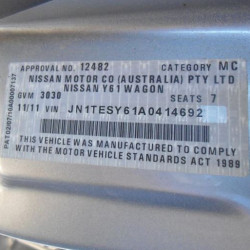 APPROVAL NO. 12482 CATEGORY MC
NISSAN MOTOR CO (AUSTRALIA) PTY LTD
NISSAN Y61 WAGON
GVM 3030 SEATS 7
11/11 VIN JN1TESY61A0414692
THIS VEHICLE WAS MANUFACTURED TO COMPLY
WITH THE MOTOR VEHICLE STANDARDS ACT 1989